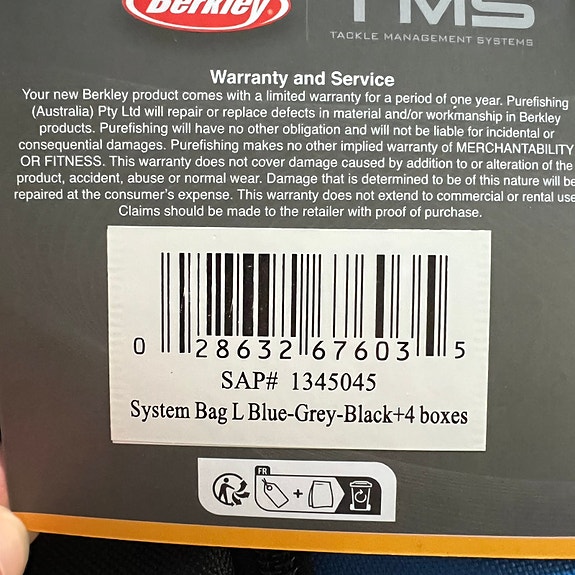 Berkley
TMS
TACKLE MANAGEMENT SYSTEMS
Warranty and Service
Your new Berkley product comes with a limited warranty for a period of one year. Purefishing
(Australia) Pty Ltd will repair or replace defects in material and/or workmanship in Berkley
products. Purefishing will have no other obligation and will not be liable for incidental or
consequential damages. Purefishing makes no other implied warranty of MERCHANTABILITY
OR FITNESS. This warranty does not cover damage caused by addition to or alteration of the
product, accident, abuse or normal wear. Damage that is determined to be of this nature will be
repaired at the consumer's expense. This warranty does not extend to commercial or rental use
Claims should be made to the retailer with proof of purchase.
0 28632 67603 5
SAP# 1345045
System Bag L Blue-Grey-Black+4 boxes
FR
+